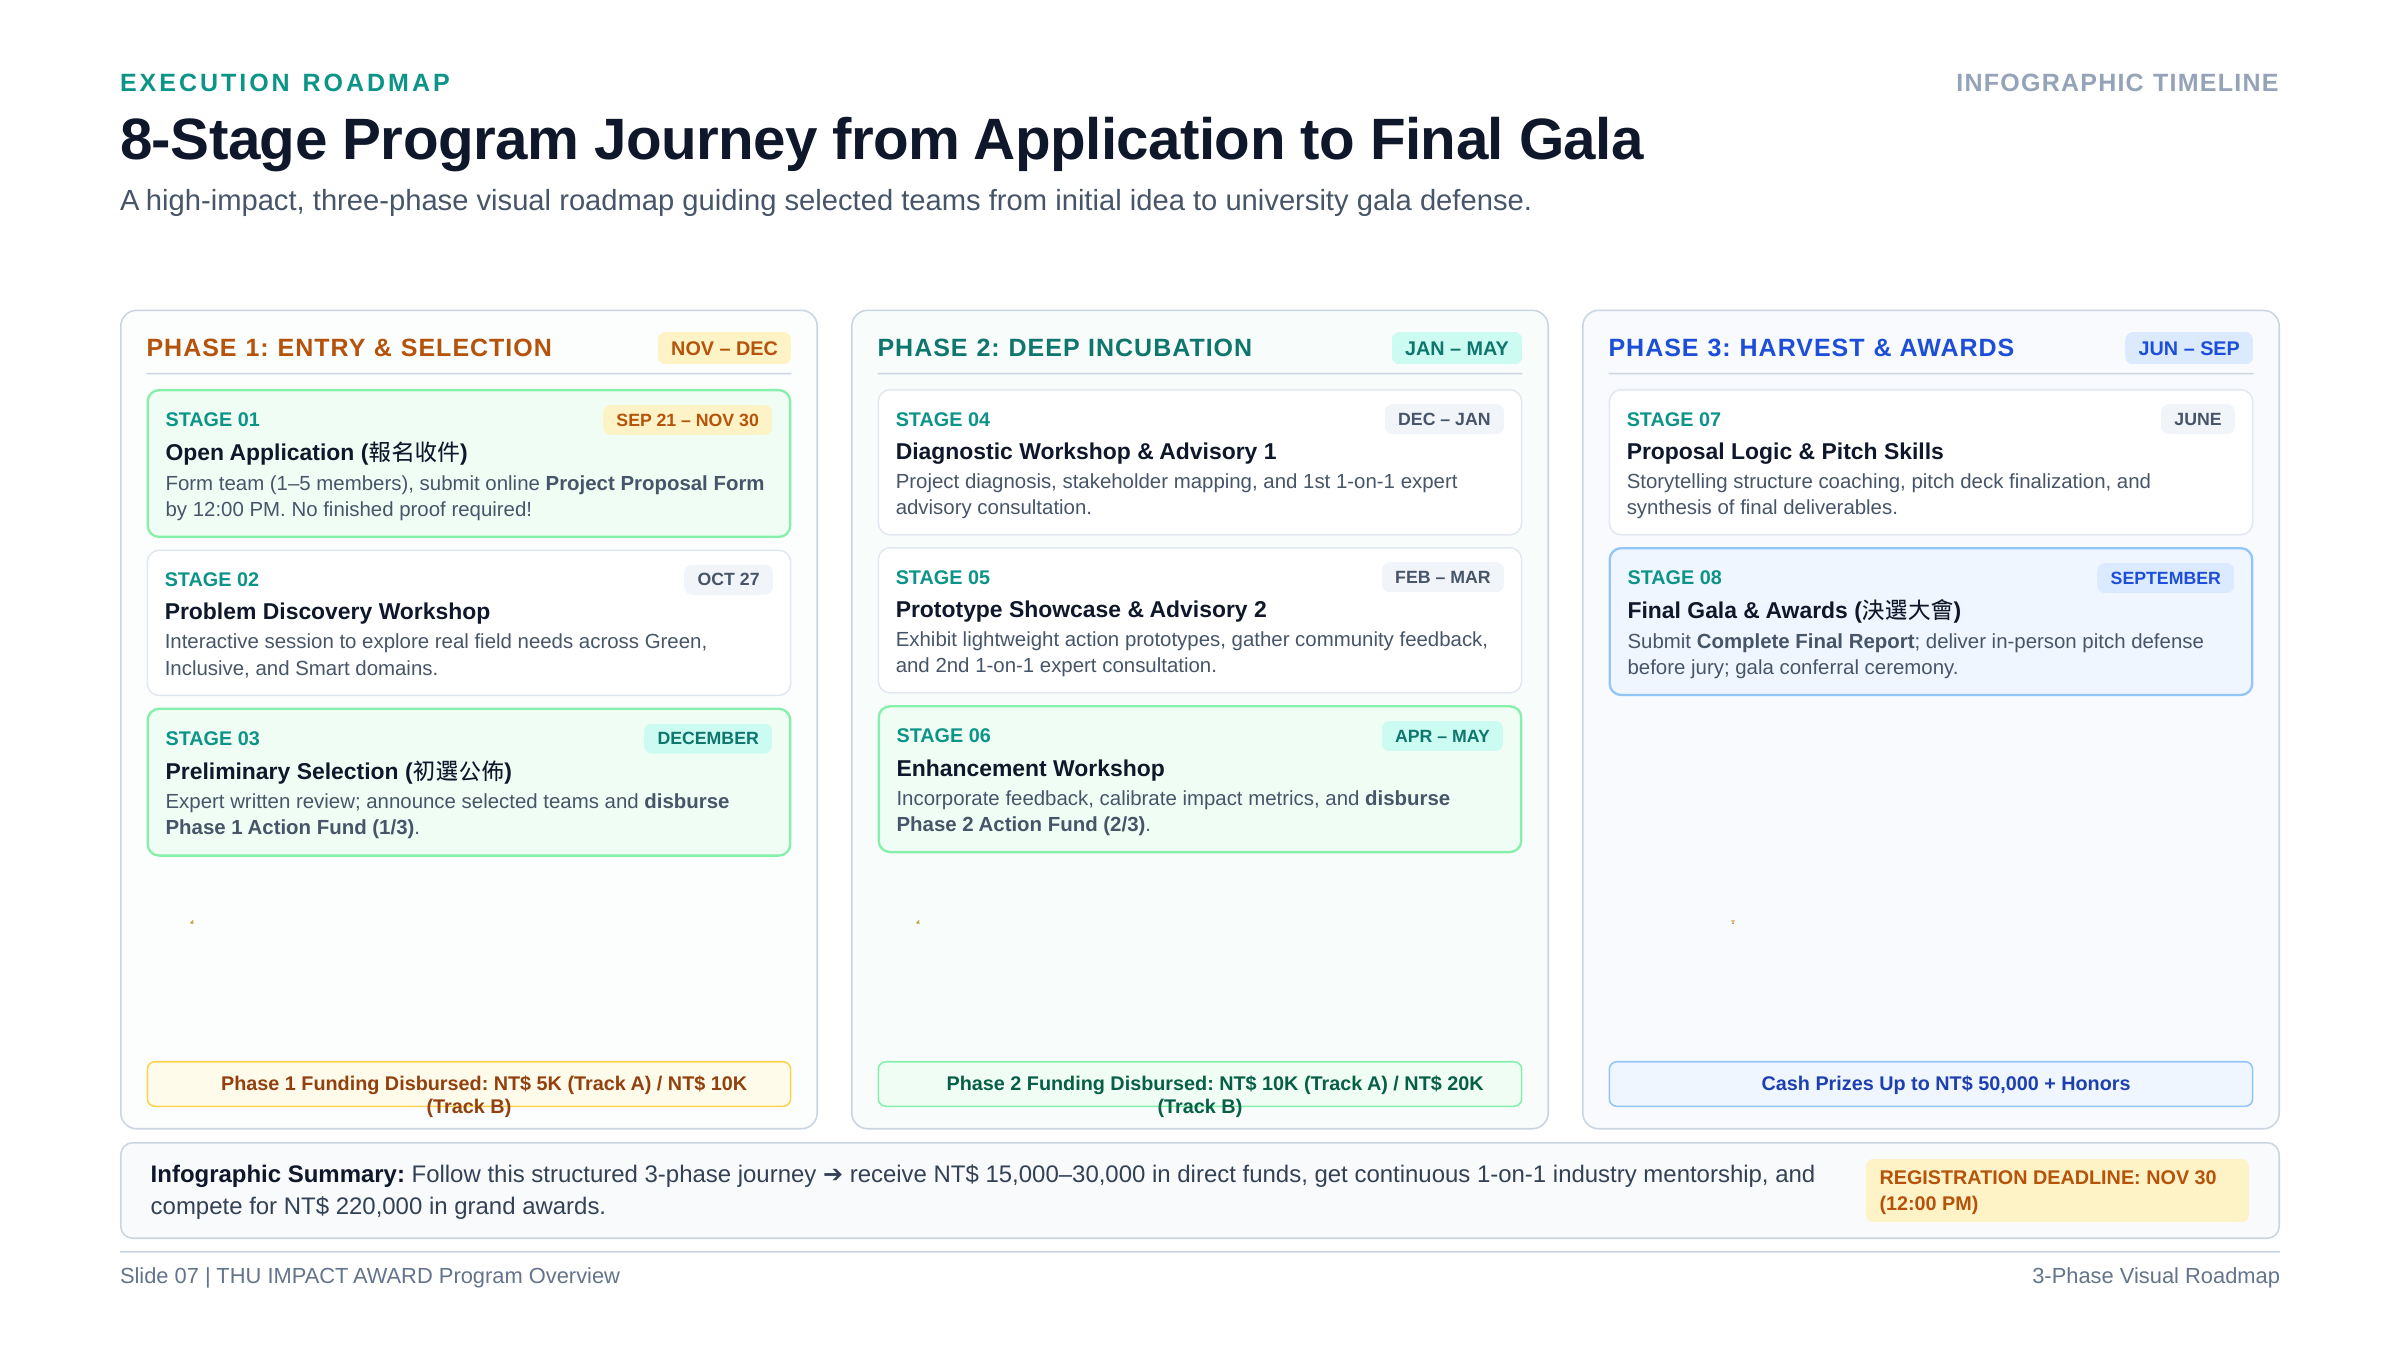 EXECUTION ROADMAP
INFOGRAPHIC TIMELINE
8-Stage Program Journey from Application to Final Gala
A high-impact, three-phase visual roadmap guiding selected teams from initial idea to university gala defense.
PHASE 1: ENTRY & SELECTION
NOV – DEC
STAGE 01
SEP 21 – NOV 30
Open Application (報名收件)
Form team (1–5 members), submit online Project Proposal Form
by 12:00 PM. No finished proof required!
STAGE 02
OCT 27
Problem Discovery Workshop
Interactive session to explore real field needs across Green,
Inclusive, and Smart domains.
STAGE 03
DECEMBER
Preliminary Selection (初選公佈)
Expert written review; announce selected teams and disburse
Phase 1 Action Fund (1/3).
Phase 1 Funding Disbursed: NT$ 5K (Track A) / NT$ 10K
(Track B)
PHASE 2: DEEP INCUBATION
JAN – MAY
STAGE 04
DEC – JAN
Diagnostic Workshop & Advisory 1
Project diagnosis, stakeholder mapping, and 1st 1-on-1 expert
advisory consultation.
STAGE 05
FEB – MAR
Prototype Showcase & Advisory 2
Exhibit lightweight action prototypes, gather community feedback,
and 2nd 1-on-1 expert consultation.
STAGE 06
APR – MAY
Enhancement Workshop
Incorporate feedback, calibrate impact metrics, and disburse
Phase 2 Action Fund (2/3).
Phase 2 Funding Disbursed: NT$ 10K (Track A) / NT$ 20K
(Track B)
PHASE 3: HARVEST & AWARDS
JUN – SEP
STAGE 07
JUNE
Proposal Logic & Pitch Skills
Storytelling structure coaching, pitch deck finalization, and
synthesis of final deliverables.
STAGE 08
SEPTEMBER
Final Gala & Awards (決選大會)
Submit Complete Final Report; deliver in-person pitch defense
before jury; gala conferral ceremony.
Cash Prizes Up to NT$ 50,000 + Honors
Infographic Summary: Follow this structured 3-phase journey ➔ receive NT$ 15,000–30,000 in direct funds, get continuous 1-on-1 industry mentorship, and
compete for NT$ 220,000 in grand awards.
REGISTRATION DEADLINE: NOV 30
(12:00 PM)
Slide 07 | THU IMPACT AWARD Program Overview
3-Phase Visual Roadmap